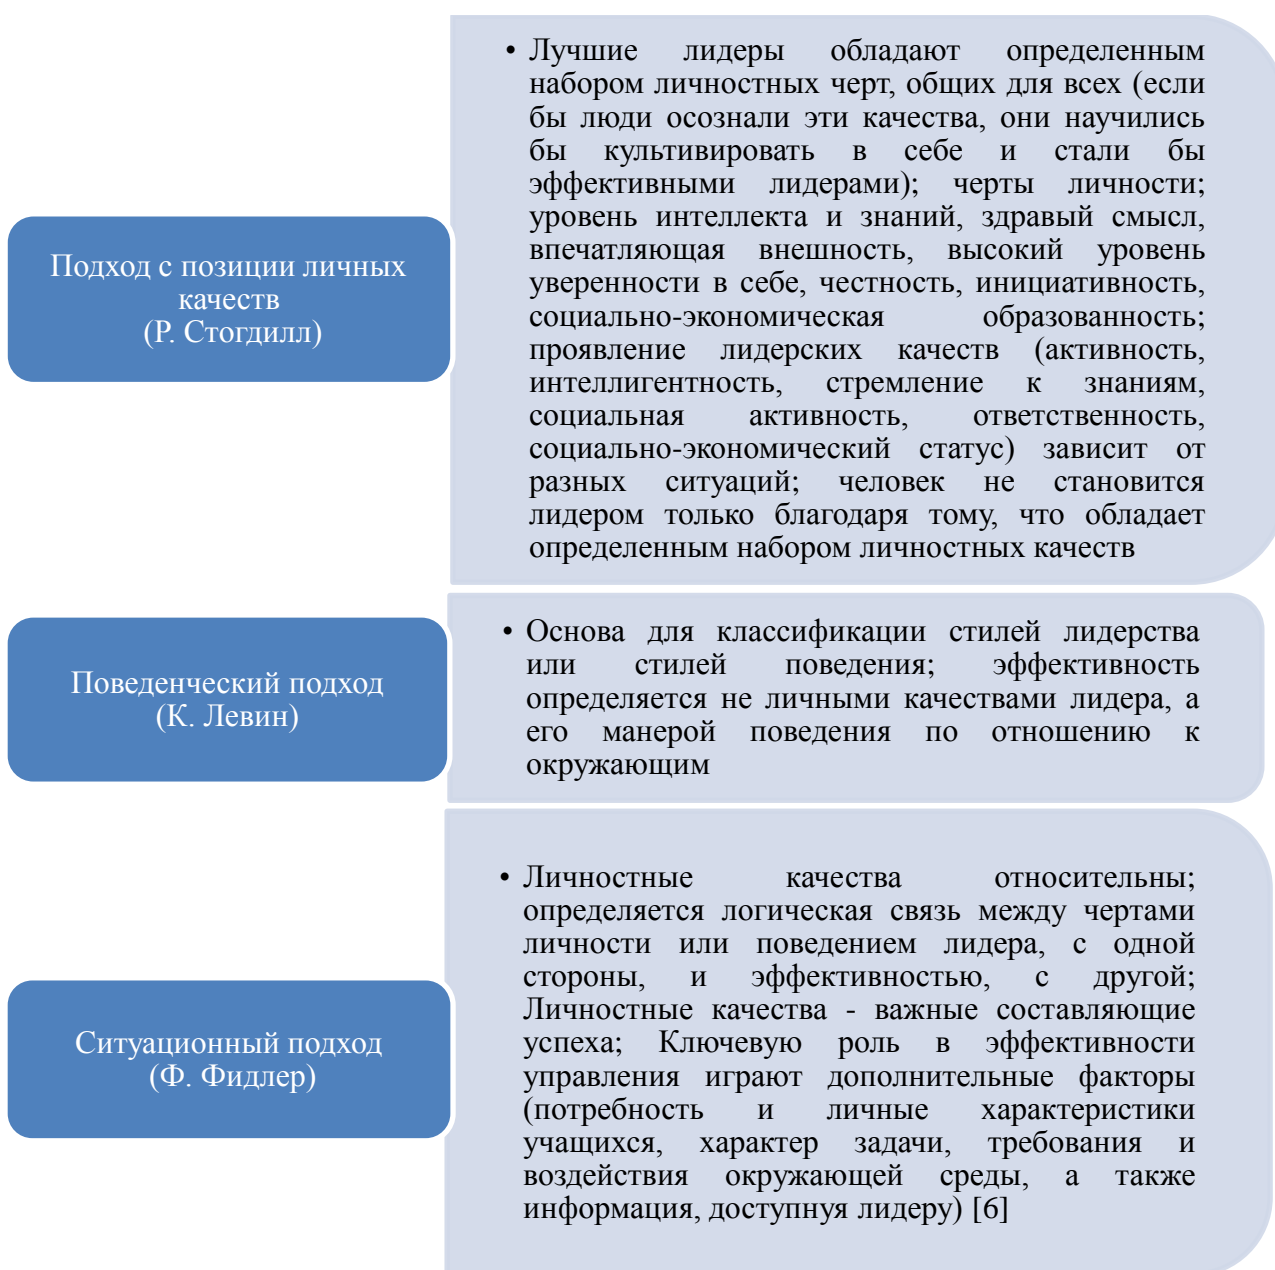 Подход с позиции личных
качеств
(Р. Стогдилл)
• Лучшие лидеры обладают определенным
набором личностных черт, общих для всех (если
бы люди осознали эти качества, они научились
бы культивировать в себе и стали бы
эффективными лидерами); черты личности;
уровень интеллекта и знаний, здравый смысл,
впечатляющая внешность, высокий уровень
уверенности в себе, честность, инициативность,
социально-экономическая образованность;
проявление лидерских качеств (активность,
интеллигентность, стремление к знаниям,
социальная активность, ответственность,
социально-экономический статус) зависит от
разных ситуаций; человек не становится
лидером только благодаря тому, что обладает
определенным набором личностных качеств
Поведенческий подход
(К. Левин)
• Основа для классификации стилей лидерства
или стилей поведения; эффективность
определяется не личными качествами лидера, а
его манерой поведения по отношению к
окружающим
Ситуационный подход
(Ф. Фидлер)
• Личностные качества относительны;
определяется логическая связь между чертами
личности или поведением лидера, с одной
стороны, и эффективностью, с другой;
Личностные качества - важные составляющие
успеха; Ключевую роль в эффективности
управления играют дополнительные факторы
(потребность и личные характеристики
учащихся, характер задачи, требования и
воздействия окружающей среды, а также
информация, доступнуя лидеру) [6]